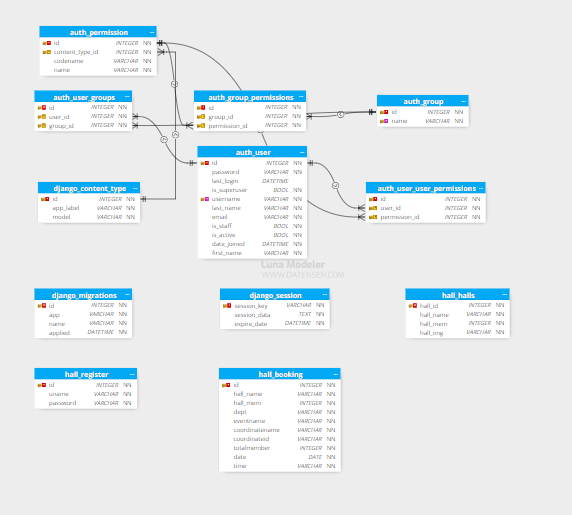 auth_permission
id INTEGER NN
content_type_id INTEGER NN
codename VARCHAR NN
name VARCHAR NN
auth_user_groups
id INTEGER NN
user_id INTEGER NN
group_id INTEGER NN
auth_group_permissions
id INTEGER NN
group_id INTEGER NN
permission_id INTEGER NN
auth_group
id INTEGER NN
name VARCHAR NN
auth_user
id INTEGER NN
password VARCHAR NN
last_login DATETIME
is_superuser BOOL NN
username VARCHAR NN
last_name VARCHAR NN
email VARCHAR NN
is_staff BOOL NN
is_active BOOL NN
date_joined DATETIME NN
first_name VARCHAR NN
django_content_type
id INTEGER NN
app_label VARCHAR NN
model VARCHAR NN
auth_user_user_permissions
id INTEGER NN
user_id INTEGER NN
permission_id INTEGER NN
Luna Modeler
WWW.DATENSEN.COM
django_migrations
id INTEGER NN
app VARCHAR NN
name VARCHAR NN
applied DATETIME NN
django_session
session_key VARCHAR NN
session_data TEXT NN
expire_date DATETIME NN
hall_halls
hall_id INTEGER NN
hall_name VARCHAR NN
hall_mem INTEGER NN
hall_img VARCHAR NN
hall_register
id INTEGER NN
uname VARCHAR NN
password VARCHAR NN
hall_booking
id INTEGER NN
hall_name VARCHAR NN
hall_mem INTEGER NN
dept VARCHAR NN
eventname VARCHAR NN
coordinatename VARCHAR NN
coordinateid VARCHAR NN
totalmember INTEGER NN
date DATE NN
time VARCHAR NN